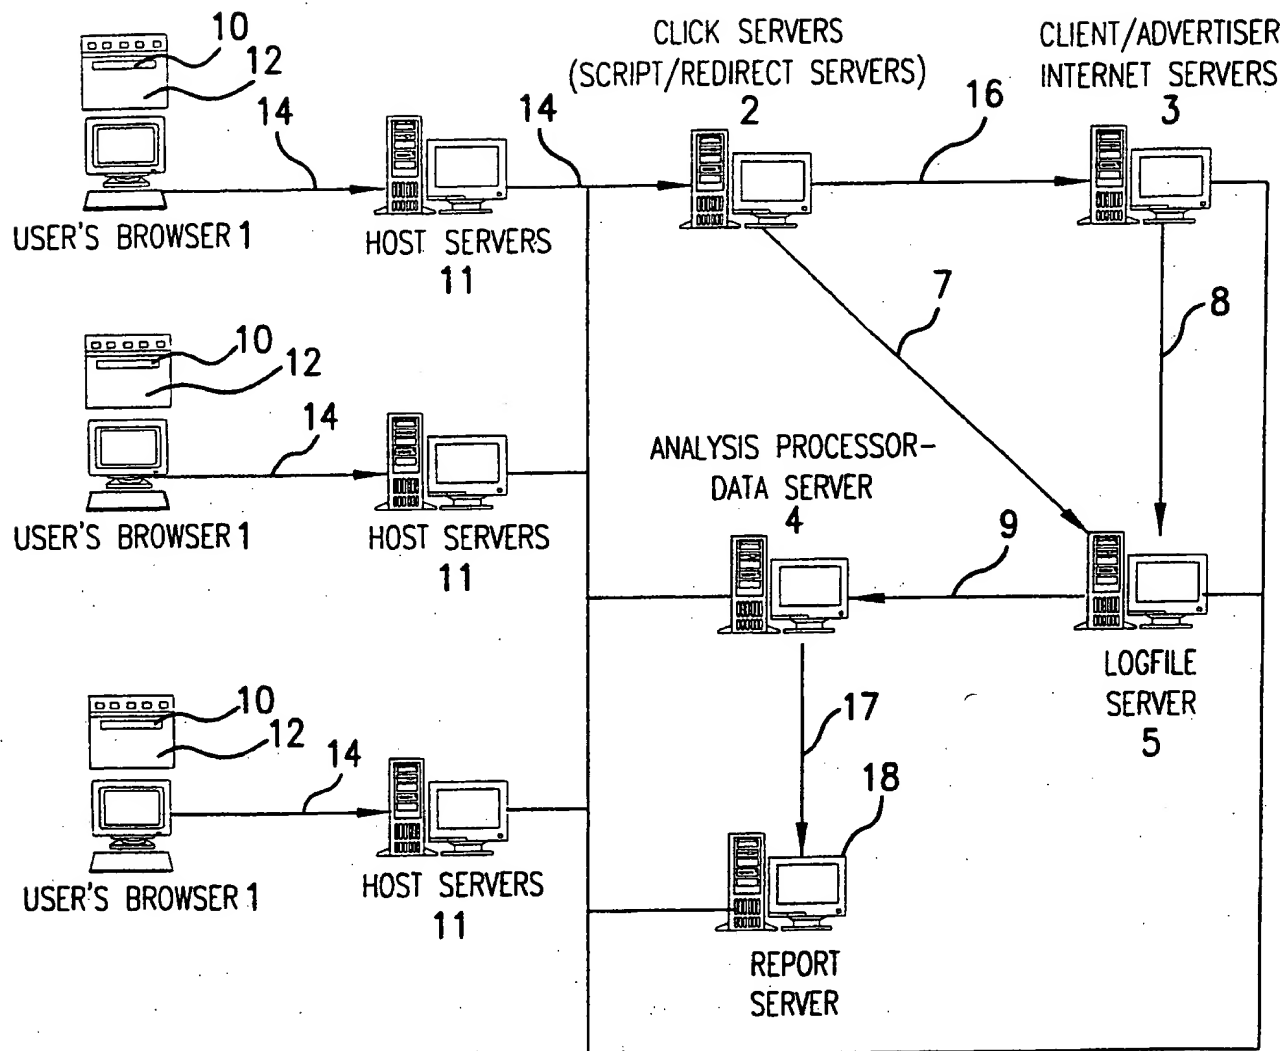 10
12
14
USER'S BROWSER 1
HOST SERVERS
11
14
CLICK SERVERS
(SCRIPT/REDIRECT SERVERS)
2
16
CLIENT/ADVERTISER
INTERNET SERVERS
3
7
8
10
12
14
USER'S BROWSER 1
HOST SERVERS
11
ANALYSIS PROCESSOR-
DATA SERVER
4
9
LOGFILE
SERVER
5
17
18
10
12
14
USER'S BROWSER 1
HOST SERVERS
11
REPORT
SERVER